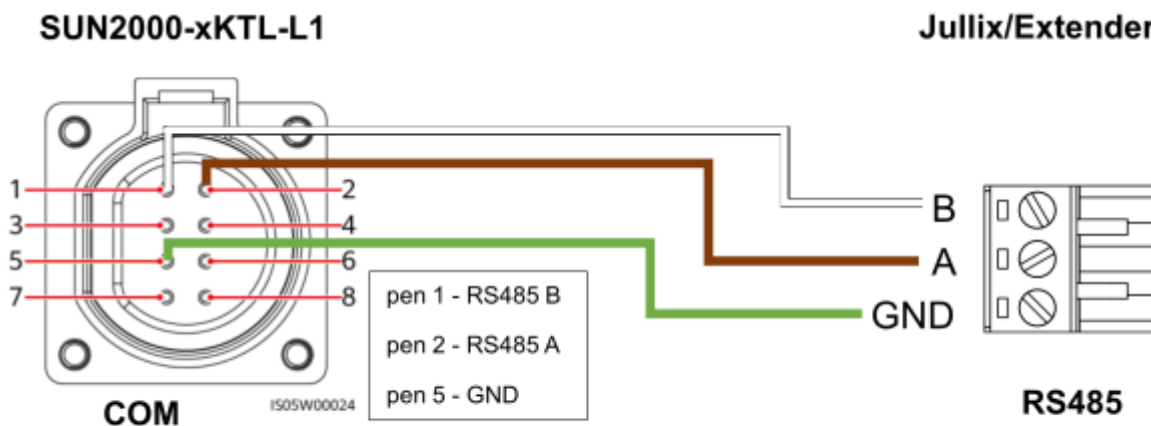 SUN2000-xKTL-L1
Jullix/Extender
1 2
3 4
5 6
7 8
B
A
GND
pen 1 - RS485 B
pen 2 - RS485 A
pen 5 - GND
COM
IS05W00024
RS485